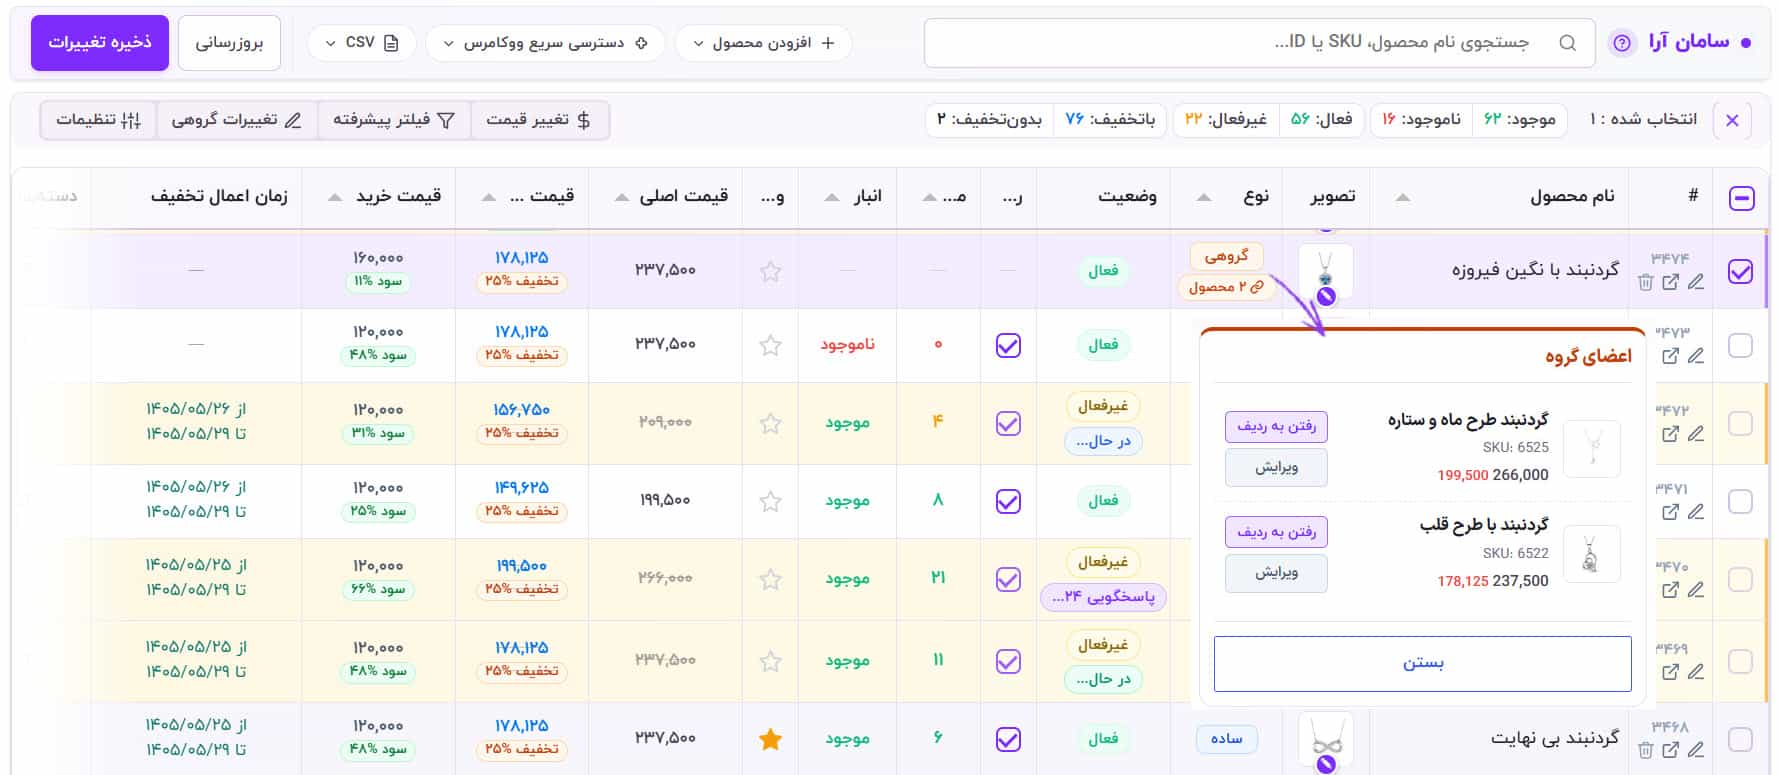 سامان آرا
جستجوی نام محصول، SKU یا ID...
افزودن محصول
دسترسی سریع ووکامرس
CSV
بروزرسانی
ذخیره تغییرات
انتخاب شده : ۱
موجود: ۶۲
ناموجود: ۱۶
فعال: ۵۶
غیرفعال: ۲۲
باتخفیف: ۷۶
بدون‌تخفیف: ۲
تغییر قیمت
فیلتر پیشرفته
تغییرات گروهی
تنظیمات
# نام محصول تصویر نوع وضعیت ر... مـ... انبار و... قیمت اصلی قیمت ... قیمت خرید زمان اعمال تخفیف
۳۴۷۴ گردنبند با نگین فیروزه گروهی فعال — — ۲۳۷,۵۰۰ ۱۷۸,۱۲۵ ۱۶۰,۰۰۰ —
۲ محصول تخفیف ۲۵% سود ۱۱%
۳۴۷۳ فعال ۰ ناموجود ۲۳۷,۵۰۰ ۱۷۸,۱۲۵ ۱۲۰,۰۰۰ —
تخفیف ۲۵% سود ۴۸%
۳۴۷۲ غیرفعال ۴ موجود ۲۰۹,۰۰۰ ۱۵۶,۷۵۰ ۱۲۰,۰۰۰ از ۱۴۰۵/۰۵/۲۶
در حال... تخفیف ۲۵% سود ۳۱% تا ۱۴۰۵/۰۵/۲۹
۳۴۷۱ فعال ۸ موجود ۱۹۹,۵۰۰ ۱۴۹,۶۲۵ ۱۲۰,۰۰۰ از ۱۴۰۵/۰۵/۲۶
تخفیف ۲۵% سود ۲۵% تا ۱۴۰۵/۰۵/۲۹
۳۴۷۰ غیرفعال ۲۱ موجود ۲۶۶,۰۰۰ ۱۹۹,۵۰۰ ۱۲۰,۰۰۰ از ۱۴۰۵/۰۵/۲۵
پاسخگویی ۲۴... تخفیف ۲۵% سود ۶۶% تا ۱۴۰۵/۰۵/۲۹
۳۴۶۹ غیرفعال ۱۱ موجود ۲۳۷,۵۰۰ ۱۷۸,۱۲۵ ۱۲۰,۰۰۰ از ۱۴۰۵/۰۵/۲۵
در حال... تخفیف ۲۵% سود ۴۸% تا ۱۴۰۵/۰۵/۲۹
۳۴۶۸ گردنبند بی نهایت ساده فعال ۶ موجود ۲۳۷,۵۰۰ ۱۷۸,۱۲۵ ۱۲۰,۰۰۰ از ۱۴۰۵/۰۵/۲۵
تخفیف ۲۵% سود ۴۸% تا ۱۴۰۵/۰۵/۲۹
اعضای گروه
گردنبند طرح ماه و ستاره
SKU: 6525
266,000 199,500
رفتن به ردیف
ویرایش
گردنبند با طرح قلب
SKU: 6522
237,500 178,125
رفتن به ردیف
ویرایش
بستن